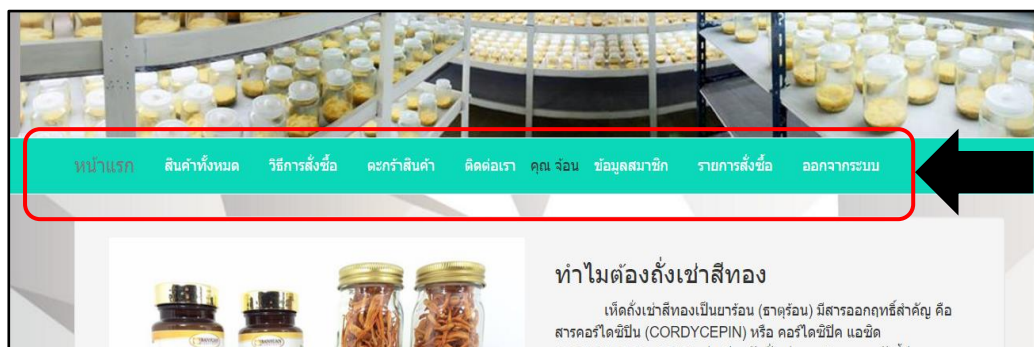 หน้าแรก สินค้าทั้งหมด วิธีการสั่งซื้อ ตะกร้าสินค้า ติดต่อเรา คุณ จ๋อน ข้อมูลสมาชิก รายการสั่งซื้อ ออกจากระบบ
ทำไมต้องถั่งเช่าสีทอง
เห็ดถั่งเช่าสีทองเป็นยาร้อน (ธาตุร้อน) มีสารออกฤทธิ์สำคัญ คือ
สารคอร์ไดซิปิน (CORDYCEPIN) หรือ คอร์ไดซิปิด แอซิด